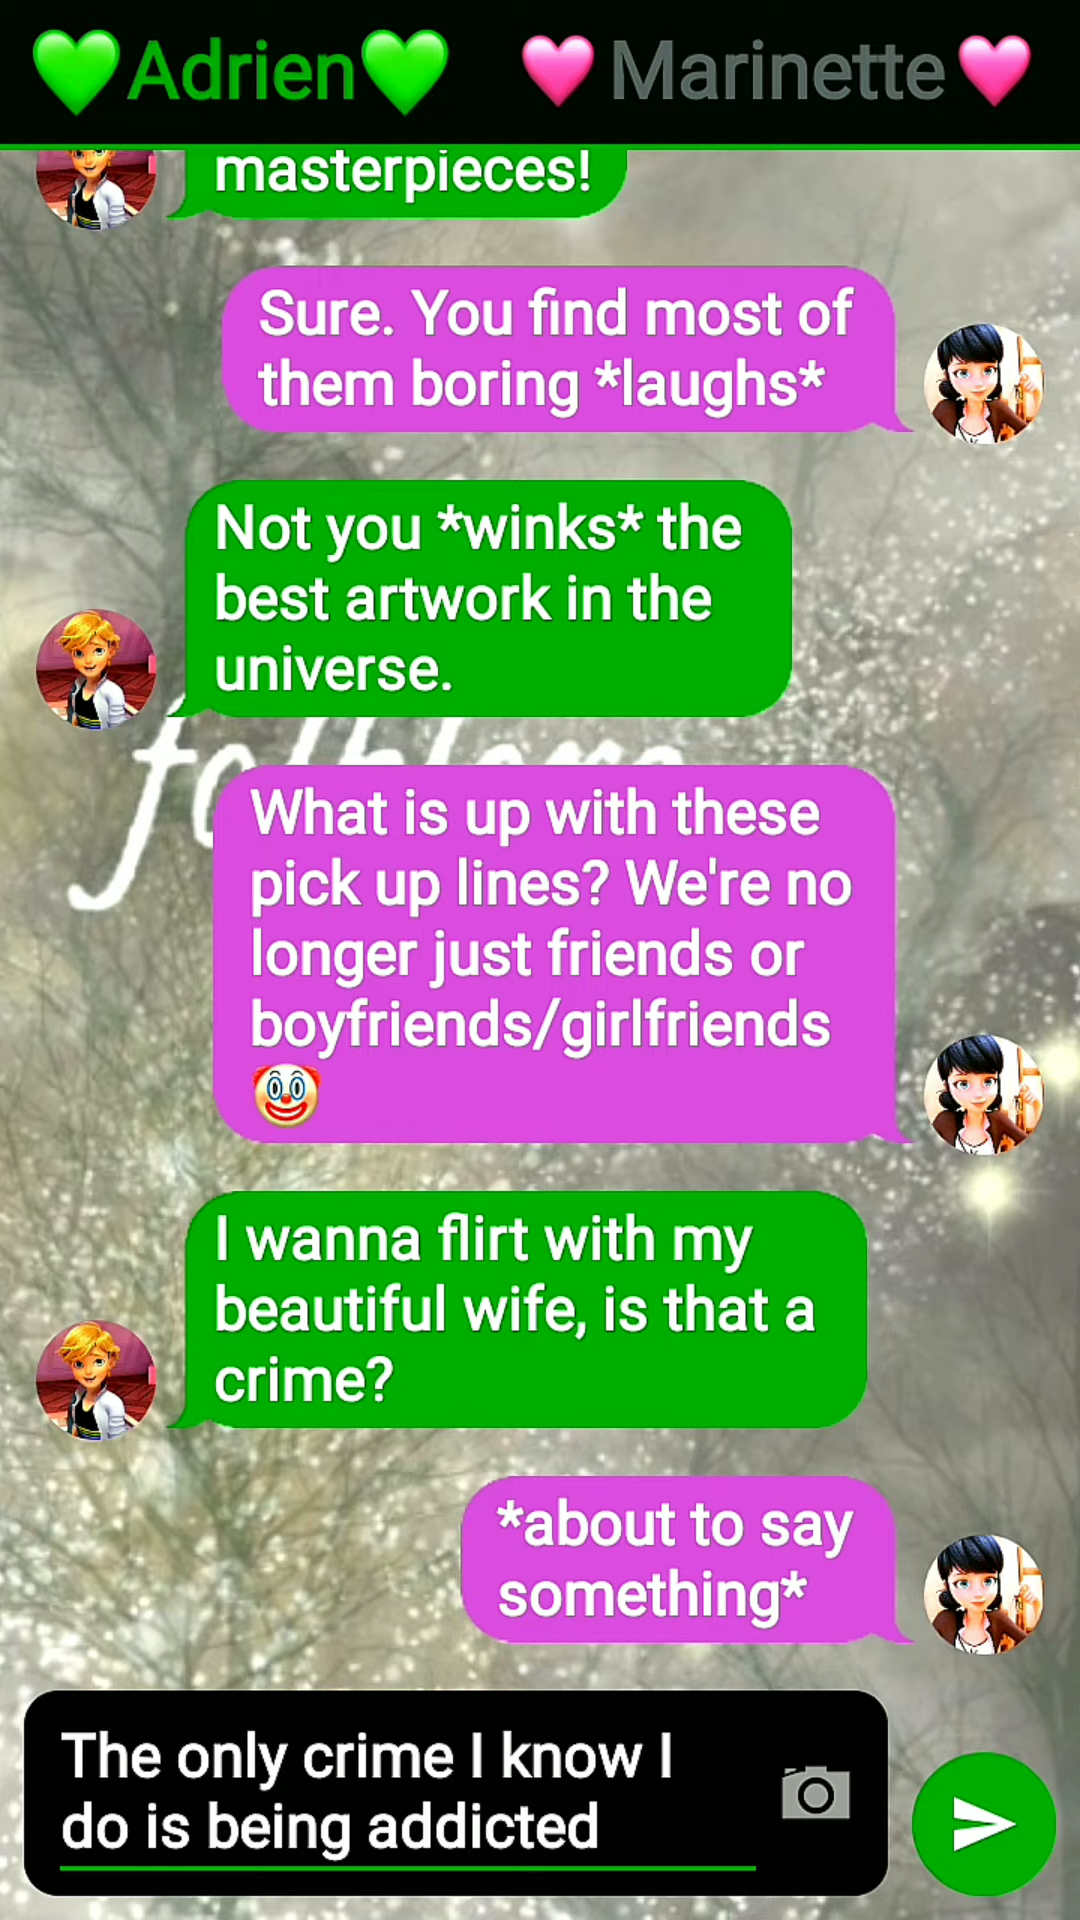 💚Adrien💚 💗Marinette💗
masterpieces!
Sure. You find most of
them boring *laughs*
Not you *winks* the
best artwork in the
universe.
folklore
What is up with these
pick up lines? We're no
longer just friends or
boyfriends/girlfriends
🤡
I wanna flirt with my
beautiful wife, is that a
crime?
*about to say
something*
The only crime I know I
do is being addicted